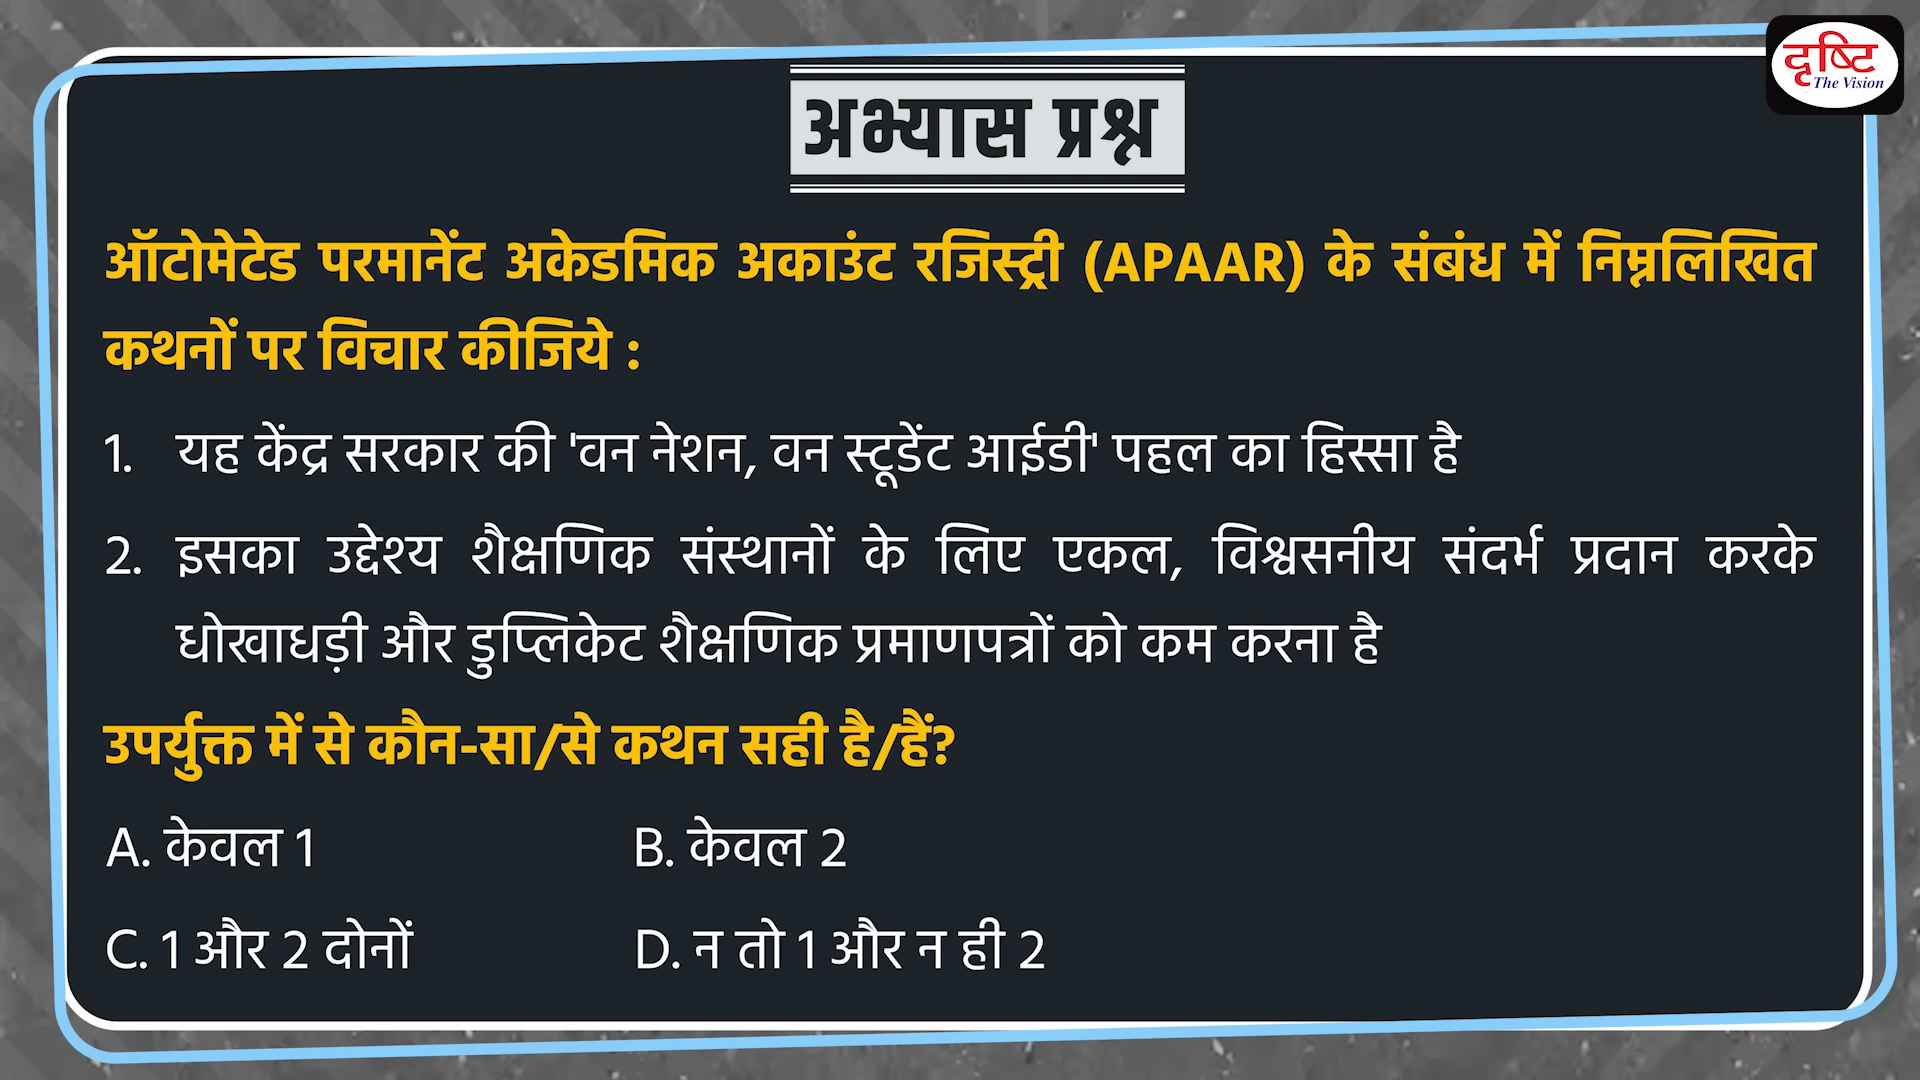 दृष्टि
The Vision
अभ्यास प्रश्न
ऑटोमेटेड परमानेंट अकेडमिक अकाउंट रजिस्ट्री (APAAR) के संबंध में निम्नलिखित
कथनों पर विचार कीजिये :
1. यह केंद्र सरकार की 'वन नेशन, वन स्टूडेंट आईडी' पहल का हिस्सा है
2. इसका उद्देश्य शैक्षणिक संस्थानों के लिए एकल, विश्वसनीय संदर्भ प्रदान करके
धोखाधड़ी और डुप्लिकेट शैक्षणिक प्रमाणपत्रों को कम करना है
उपर्युक्त में से कौन-सा/से कथन सही है/हैं?
A. केवल 1 B. केवल 2
C. 1 और 2 दोनों D. न तो 1 और न ही 2